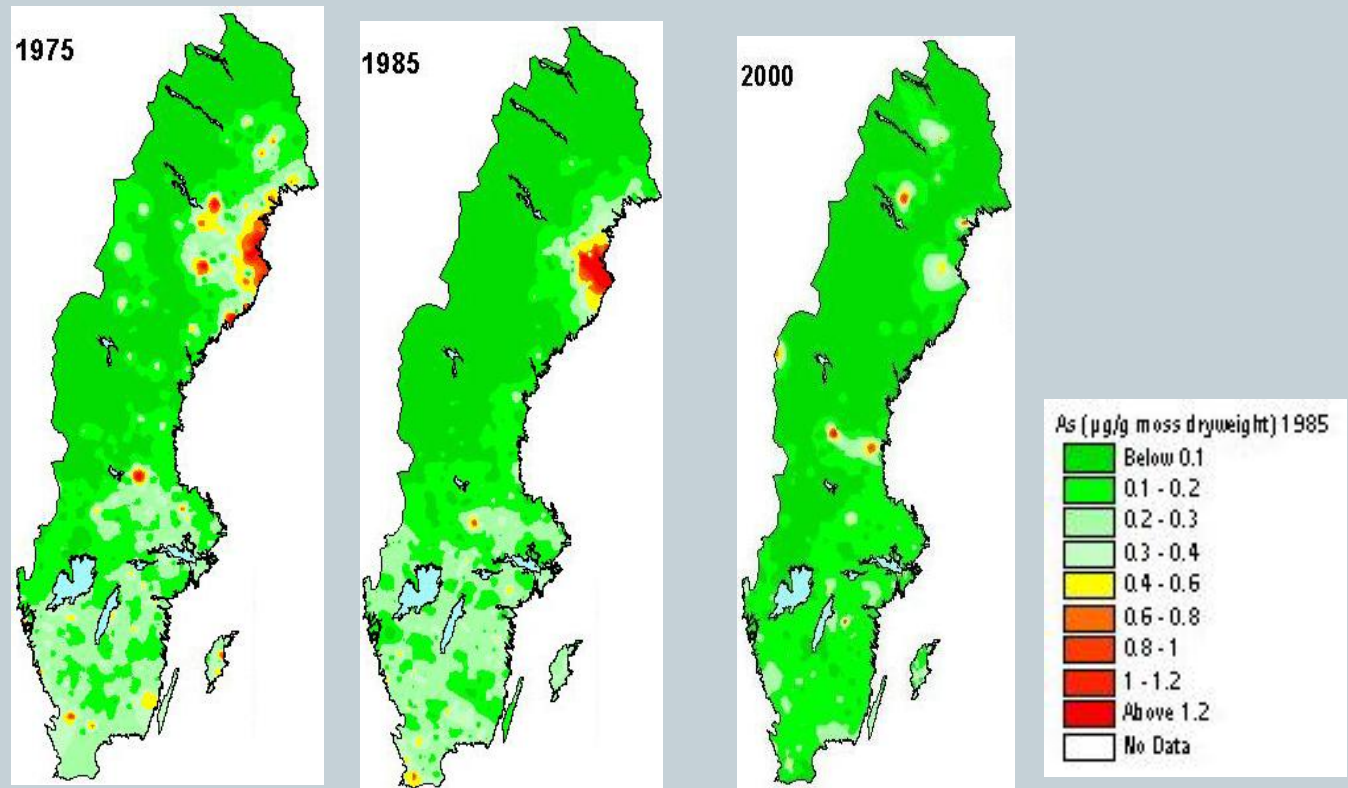 1975
1985
2000
As (µg/g moss dryweight) 1985
Below 0.1
0.1 - 0.2
0.2 - 0.3
0.3 - 0.4
0.4 - 0.6
0.6 - 0.8
0.8 - 1
1 - 1.2
Above 1.2
No Data